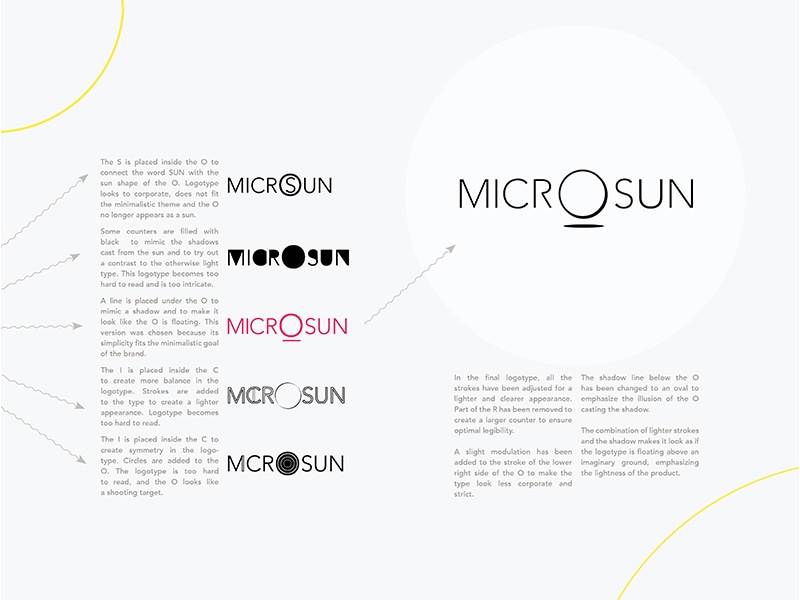 The S is placed inside the O to
connect the word SUN with the
sun shape of the O. Logotype
looks to corporate, does not fit
the minimalistic theme and the O
no longer appears as a sun.
MICROSUN
Some counters are filled with
black to mimic the shadows
cast from the sun and to try out
a contrast to the otherwise light
type. This logotype becomes too
hard to read and is too intricate.
MICROSUN
A line is placed under the O to
mimic a shadow and to make it
look like the O is floating. This
version was chosen because its
simplicity fits the minimalistic goal
of the brand.
MICROSUN
The I is placed inside the C
to create more balance in the
logotype. Strokes are added
to the type to create a lighter
appearance. Logotype becomes
too hard to read.
MCROSUN
The I is placed inside the C to
create symmetry in the logo-
type. Circles are added to the
O. The logotype is too hard
to read, and the O looks like
a shooting target.
MCROSUN
MICROSUN
In the final logotype, all the
strokes have been adjusted for a
lighter and clearer appearance.
Part of the R has been removed to
create a larger counter to ensure
optimal legibility.
A slight modulation has been
added to the stroke of the lower
right side of the O to make the
type look less corporate and
strict.
The shadow line below the O
has been changed to an oval to
emphasize the illusion of the O
casting the shadow.
The combination of lighter strokes
and the shadow makes it look as if
the logotype is floating above an
imaginary ground, emphasizing
the lightness of the product.